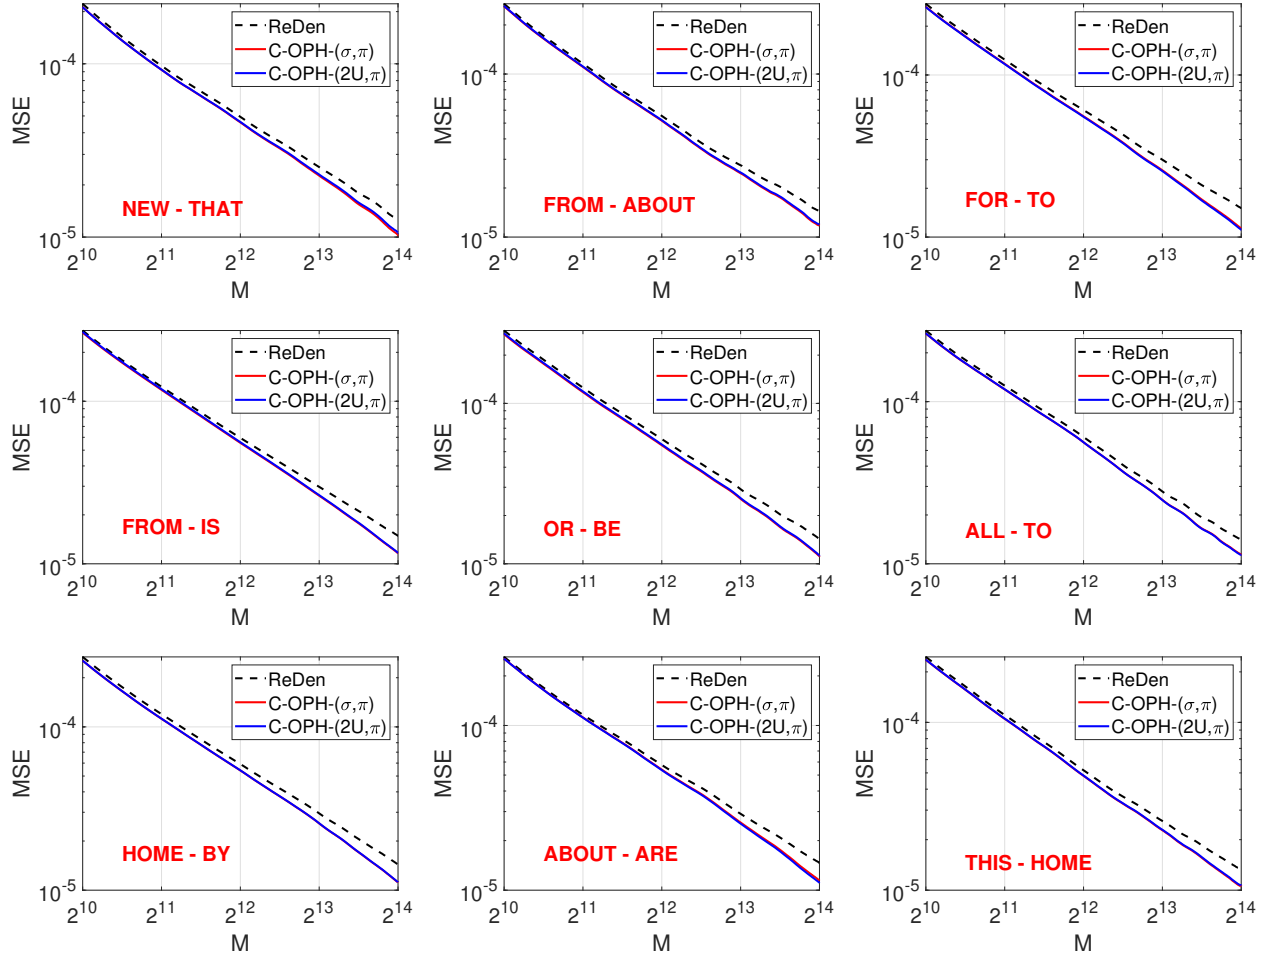 ReDen
C-OPH-(σ,π)
C-OPH-(2U,π)
10^-4
10^-5
MSE
NEW - THAT
2^10 2^11 2^12 2^13 2^14
M
ReDen
C-OPH-(σ,π)
C-OPH-(2U,π)
10^-4
10^-5
MSE
FROM - ABOUT
2^10 2^11 2^12 2^13 2^14
M
ReDen
C-OPH-(σ,π)
C-OPH-(2U,π)
10^-4
10^-5
MSE
FOR - TO
2^10 2^11 2^12 2^13 2^14
M
ReDen
C-OPH-(σ,π)
C-OPH-(2U,π)
10^-4
10^-5
MSE
FROM - IS
2^10 2^11 2^12 2^13 2^14
M
ReDen
C-OPH-(σ,π)
C-OPH-(2U,π)
10^-4
10^-5
MSE
OR - BE
2^10 2^11 2^12 2^13 2^14
M
ReDen
C-OPH-(σ,π)
C-OPH-(2U,π)
10^-4
10^-5
MSE
ALL - TO
2^10 2^11 2^12 2^13 2^14
M
ReDen
C-OPH-(σ,π)
C-OPH-(2U,π)
10^-4
10^-5
MSE
HOME - BY
2^10 2^11 2^12 2^13 2^14
M
ReDen
C-OPH-(σ,π)
C-OPH-(2U,π)
10^-4
10^-5
MSE
ABOUT - ARE
2^10 2^11 2^12 2^13 2^14
M
ReDen
C-OPH-(σ,π)
C-OPH-(2U,π)
10^-4
10^-5
MSE
THIS - HOME
2^10 2^11 2^12 2^13 2^14
M